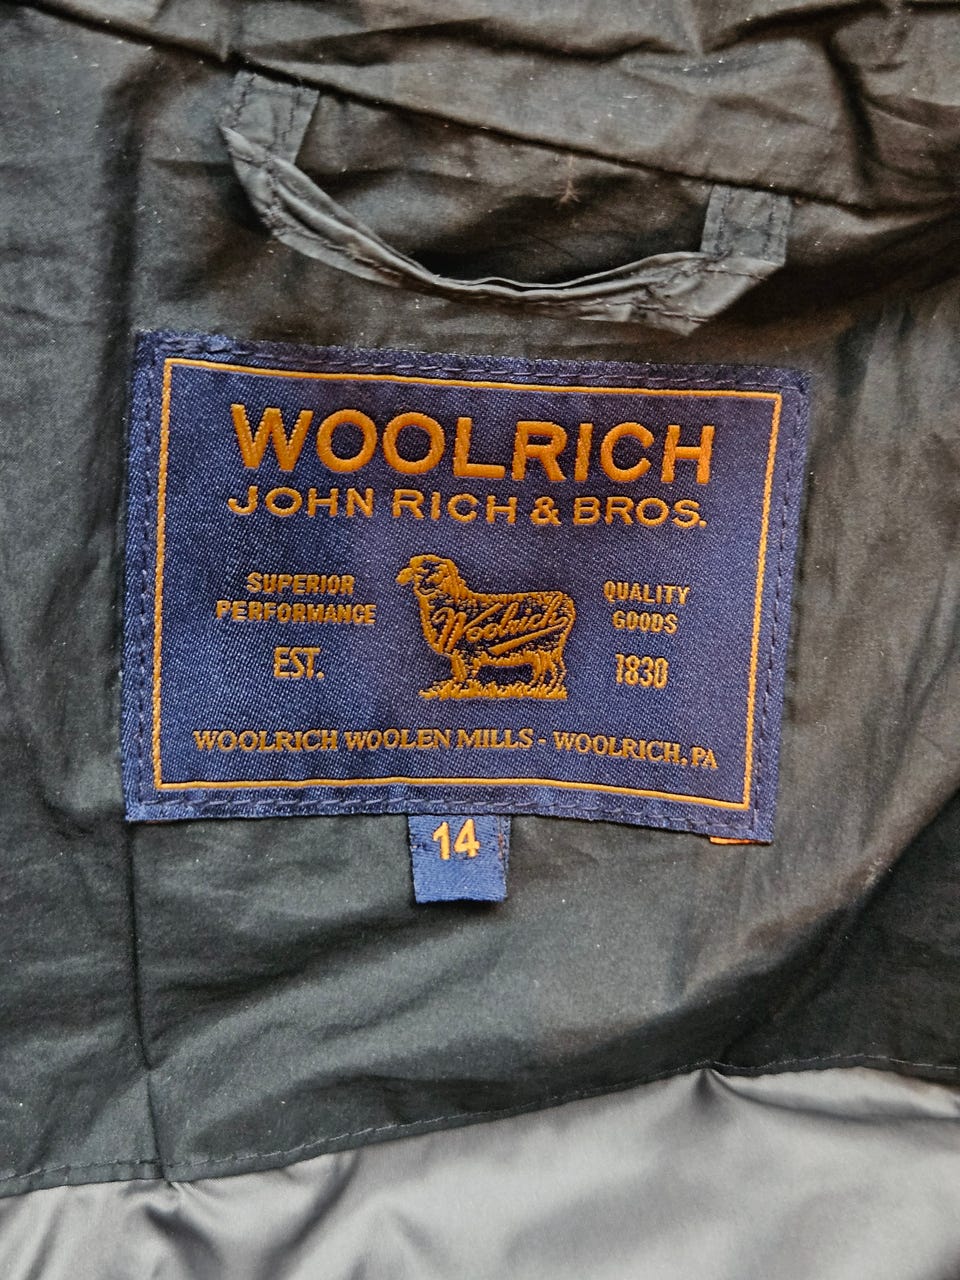 WOOLRICH
JOHN RICH & BROS.
SUPERIOR
PERFORMANCE
EST.
Woolrich
QUALITY
GOODS
1830
WOOLRICH WOOLEN MILLS - WOOLRICH, PA
14